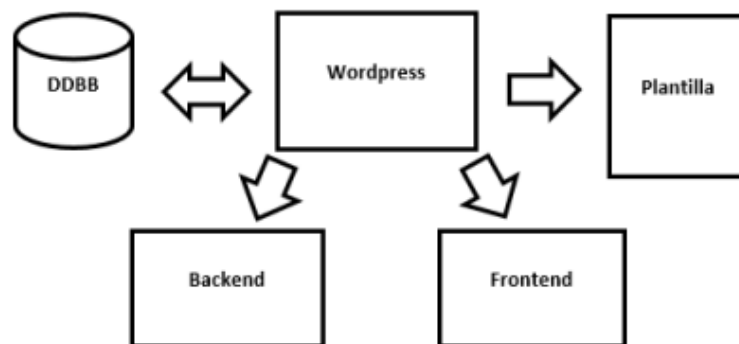 DDBB
Wordpress
Plantilla
Backend
Frontend